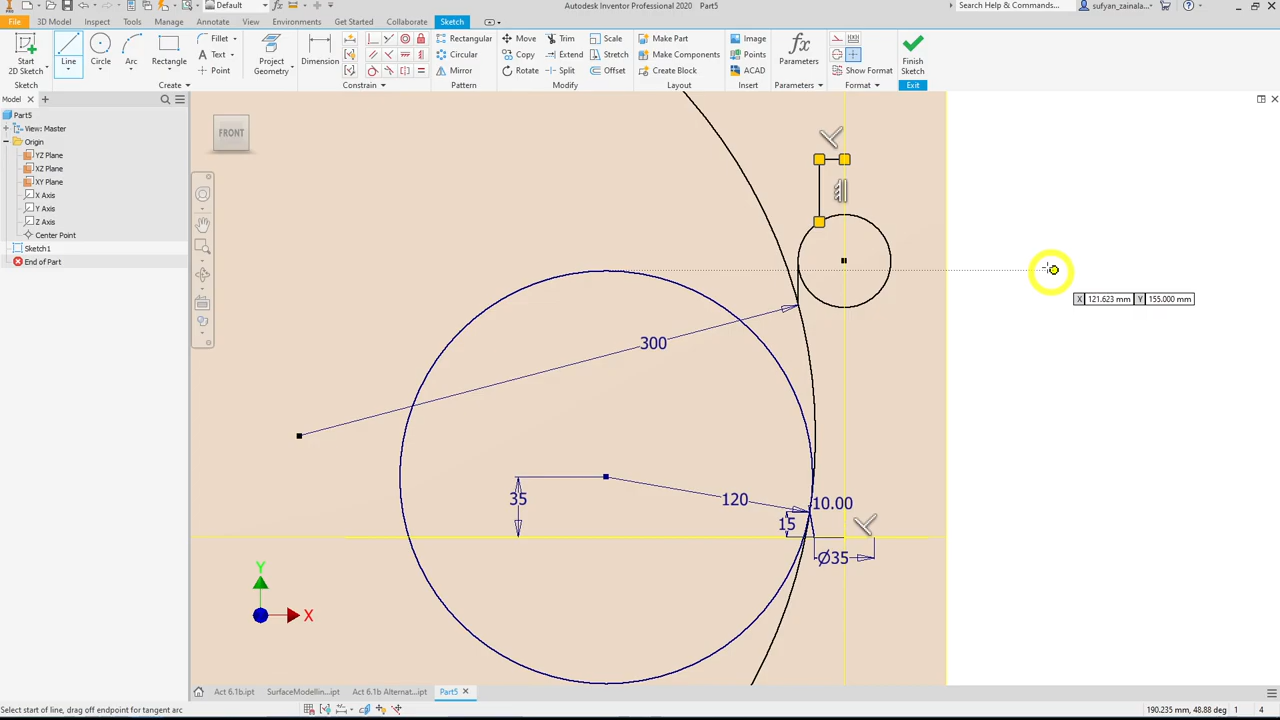 Default
Autodesk Inventor Professional 2020   Part5
Search Help & Commands...
sufyan_zainala...
File 3D Model Sketch Inspect Tools Manage Annotate View Environments Get Started Collaborate Sketch
Start
2D Sketch
Line
Circle
Arc
Rectangle
Fillet
Text
Point
Project
Geometry
Dimension
Rectangular
Circular
Mirror
Move
Copy
Rotate
Trim
Extend
Split
Scale
Stretch
Offset
Make Part
Make Components
Create Block
Image
Points
ACAD
Parameters
Show Format
Finish
Sketch
Sketch Create Constrain Pattern Modify Layout Insert Parameters Format Exit
Model
Part5
View: Master
Origin
YZ Plane
XZ Plane
XY Plane
X Axis
Y Axis
Z Axis
Center Point
Sketch1
End of Part
FRONT
X 121.623 mm Y 155.000 mm
300
35
120
10.00
15
Ø35
Y
X
Act 6.1b.ipt SurfaceModellin...ipt Act 6.1b Alternat...ipt Part5
Select start of line, drag off endpoint for tangent arc
190.235 mm, 48.88 deg 1 4